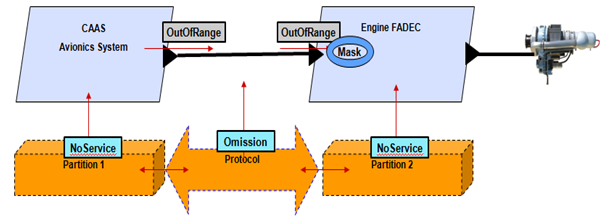 CAAS
Avionics System
OutOfRange
OutOfRange
Engine FADEC
Mask
NoService
Partition 1
Omission
Protocol
NoService
Partition 2